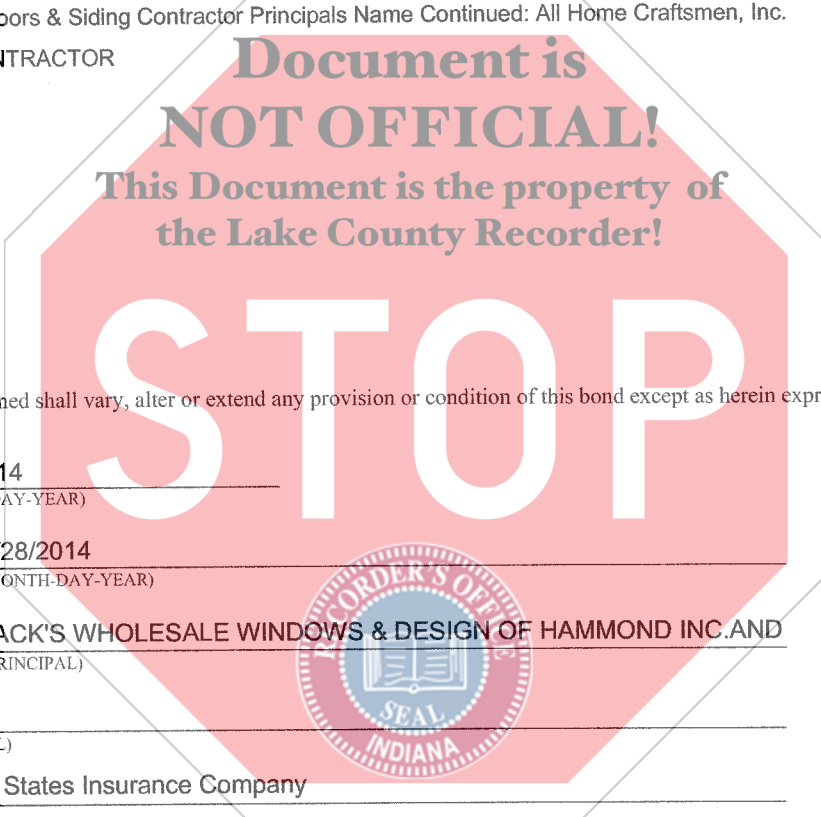 oors & Siding Contractor Principals Name Continued: All Home Craftsmen, Inc.
NTRACTOR
Document is
NOT OFFICIAL!
This Document is the property of
the Lake County Recorder!
STOP
ned shall vary, alter or extend any provision or condition of this bond except as herein expr
14
AY-YEAR)
28/2014
ONTH-DAY-YEAR)
ACK'S WHOLESALE WINDOWS & DESIGN OF HAMMOND INC.AND
RINCIPAL)
RECORDER'S OFFICE
SEAL
INDIANA
L)
States Insurance Company